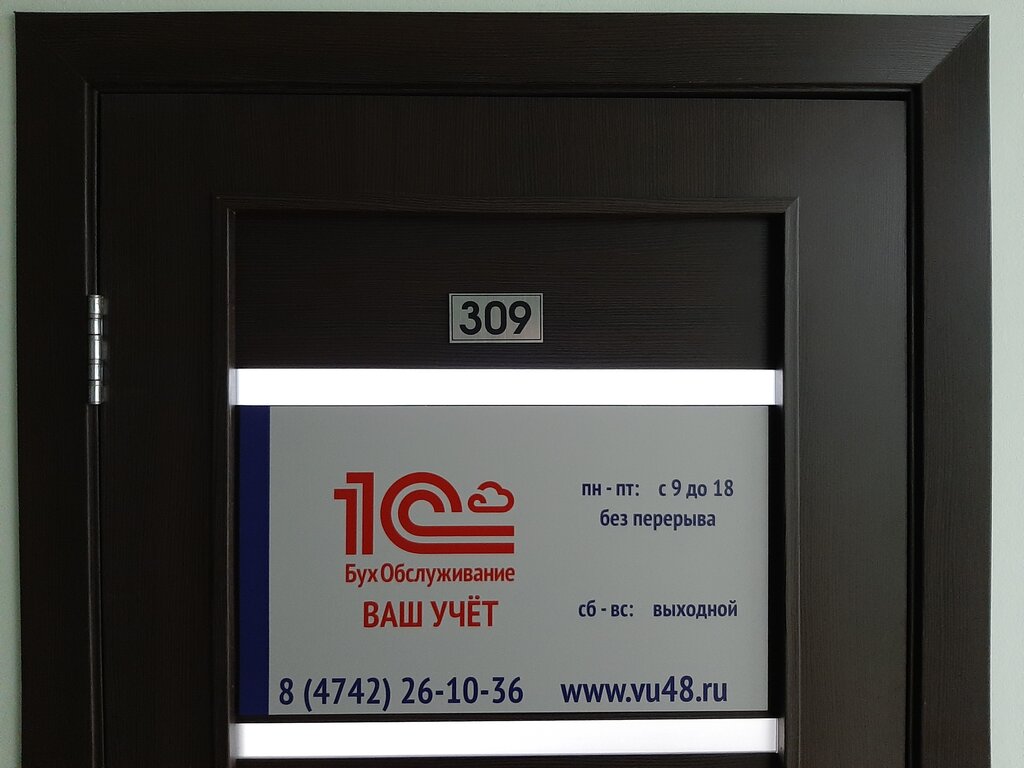 309
1С
БухОбслуживание
ВАШ УЧЁТ
пн - пт: с 9 до 18
без перерыва
сб - вс: выходной
8 (4742) 26-10-36 www.vu48.ru